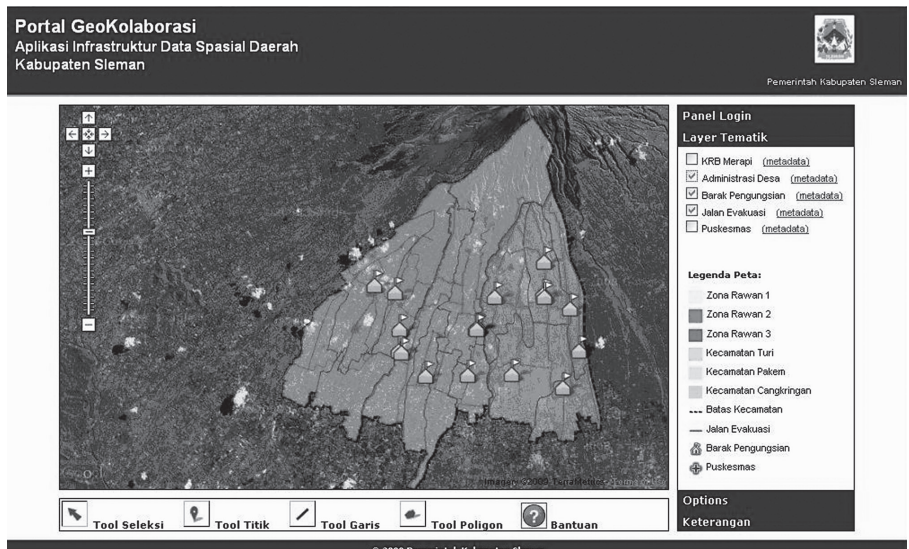 Portal GeoKolaborasi
Aplikasi Infrastruktur Data Spasial Daerah
Kabupaten Sleman
Pemerintah Kabupaten Sleman
Panel Login
Layer Tematik
KRB Merapi (metadata)
Administrasi Desa (metadata)
Barak Pengungsian (metadata)
Jalan Evakuasi (metadata)
Puskesmas (metadata)
Legenda Peta:
Zona Rawan 1
Zona Rawan 2
Zona Rawan 3
Kecamatan Turi
Kecamatan Pakem
Kecamatan Cangkringan
Batas Kecamatan
Jalan Evakuasi
Barak Pengungsian
Puskesmas
Options
Keterangan
©2009 TerraMetrics
Tool Seleksi
Tool Titik
Tool Garis
Tool Poligon
Bantuan